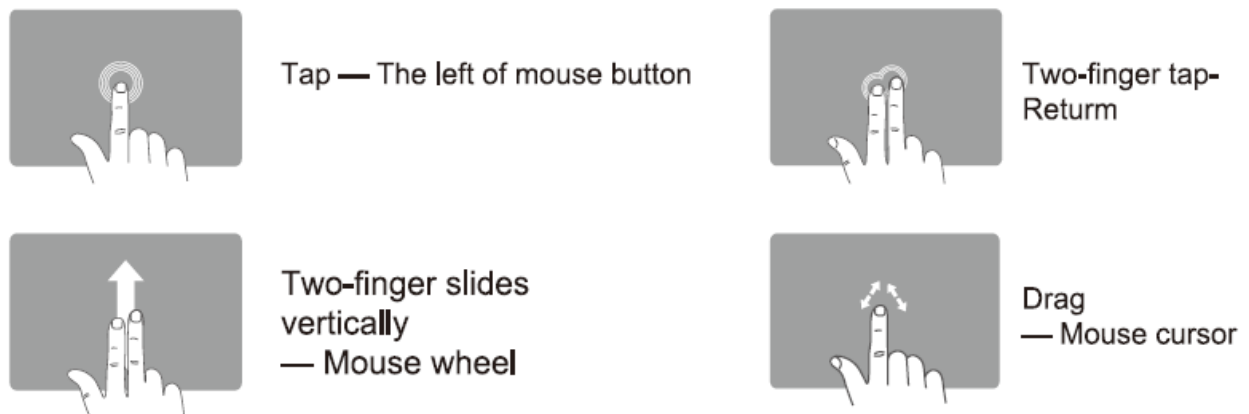 Tap — The left of mouse button
Two-finger tap-
Returm
Two-finger slides
vertically
— Mouse wheel
Drag
— Mouse cursor